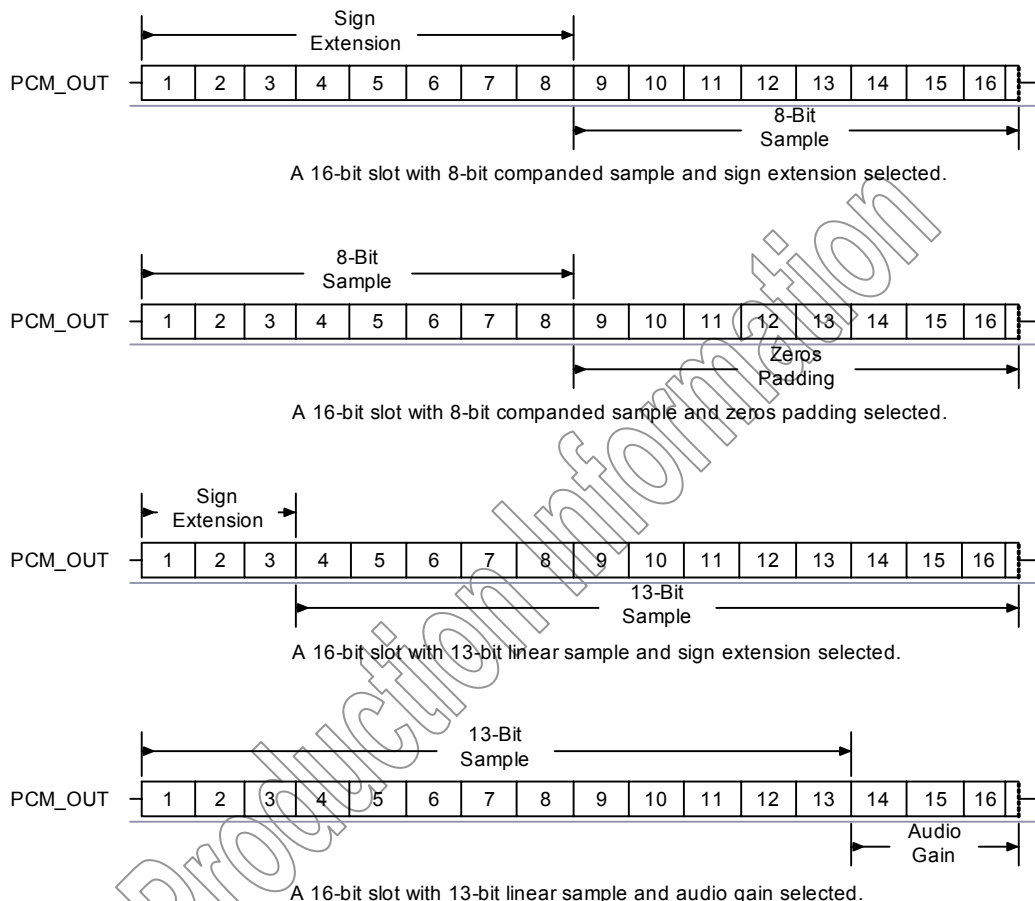 Sign
Extension
PCM_OUT 1 2 3 4 5 6 7 8 9 10 11 12 13 14 15 16
8-Bit
Sample
A 16-bit slot with 8-bit companded sample and sign extension selected.
8-Bit
Sample
PCM_OUT 1 2 3 4 5 6 7 8 9 10 11 12 13 14 15 16
Zeros
Padding
A 16-bit slot with 8-bit companded sample and zeros padding selected.
Sign
Extension
PCM_OUT 1 2 3 4 5 6 7 8 9 10 11 12 13 14 15 16
13-Bit
Sample
A 16-bit slot with 13-bit linear sample and sign extension selected.
13-Bit
Sample
PCM_OUT 1 2 3 4 5 6 7 8 9 10 11 12 13 14 15 16
Audio
Gain
A 16-bit slot with 13-bit linear sample and audio gain selected.
Production Information